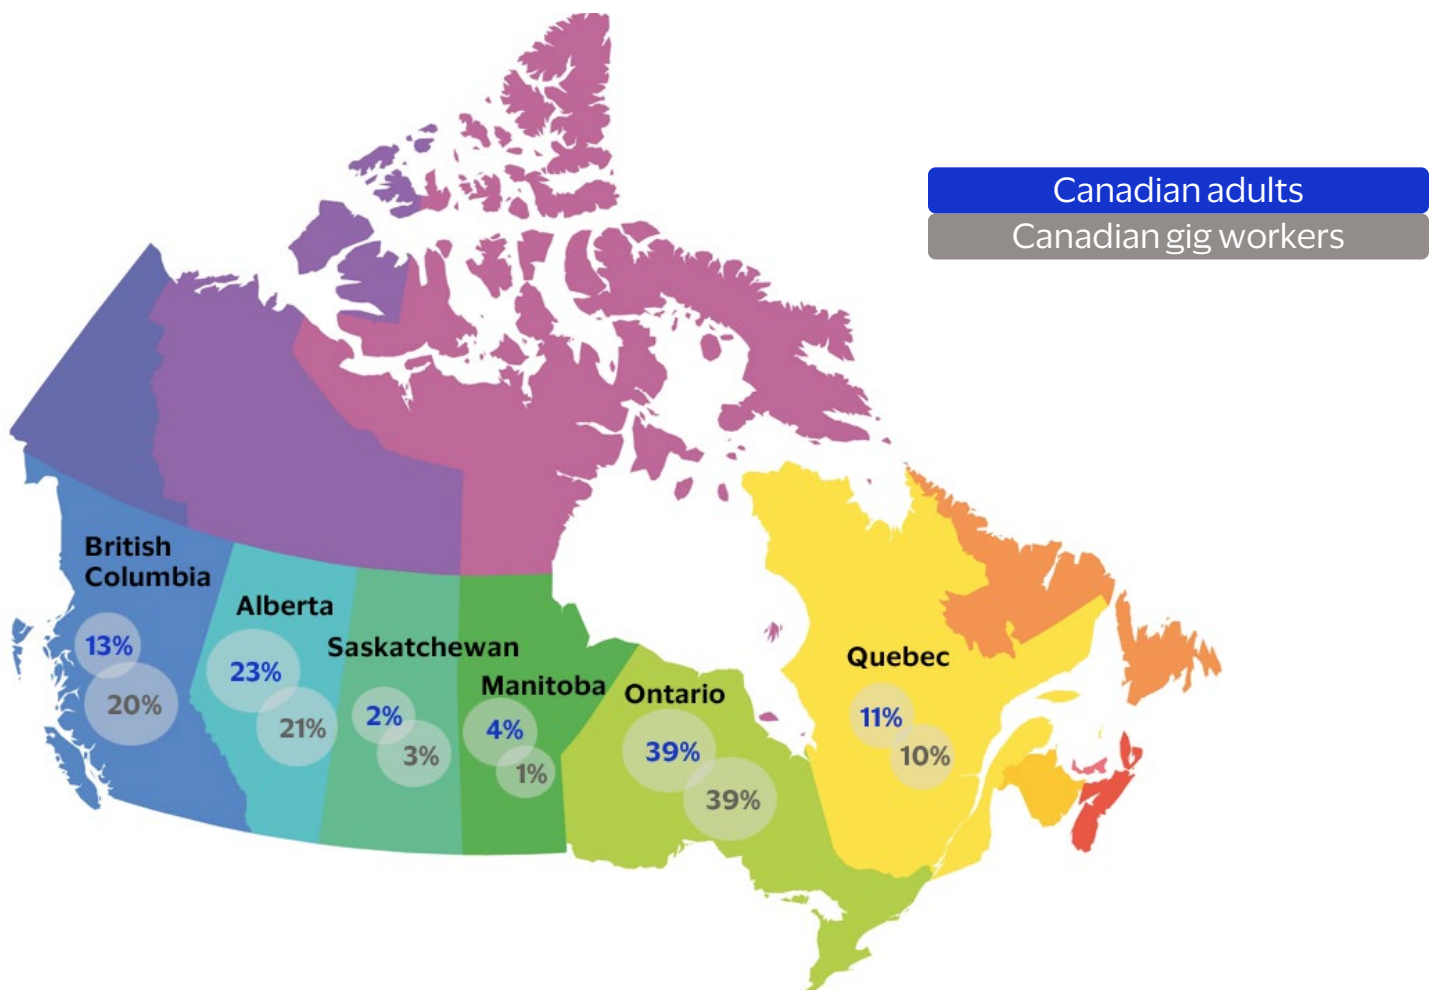 Canadian adults
Canadian gig workers
British
Columbia
13%
20%
Alberta
23%
21%
Saskatchewan
2%
3%
Manitoba
4%
1%
Ontario
39%
39%
Quebec
11%
10%